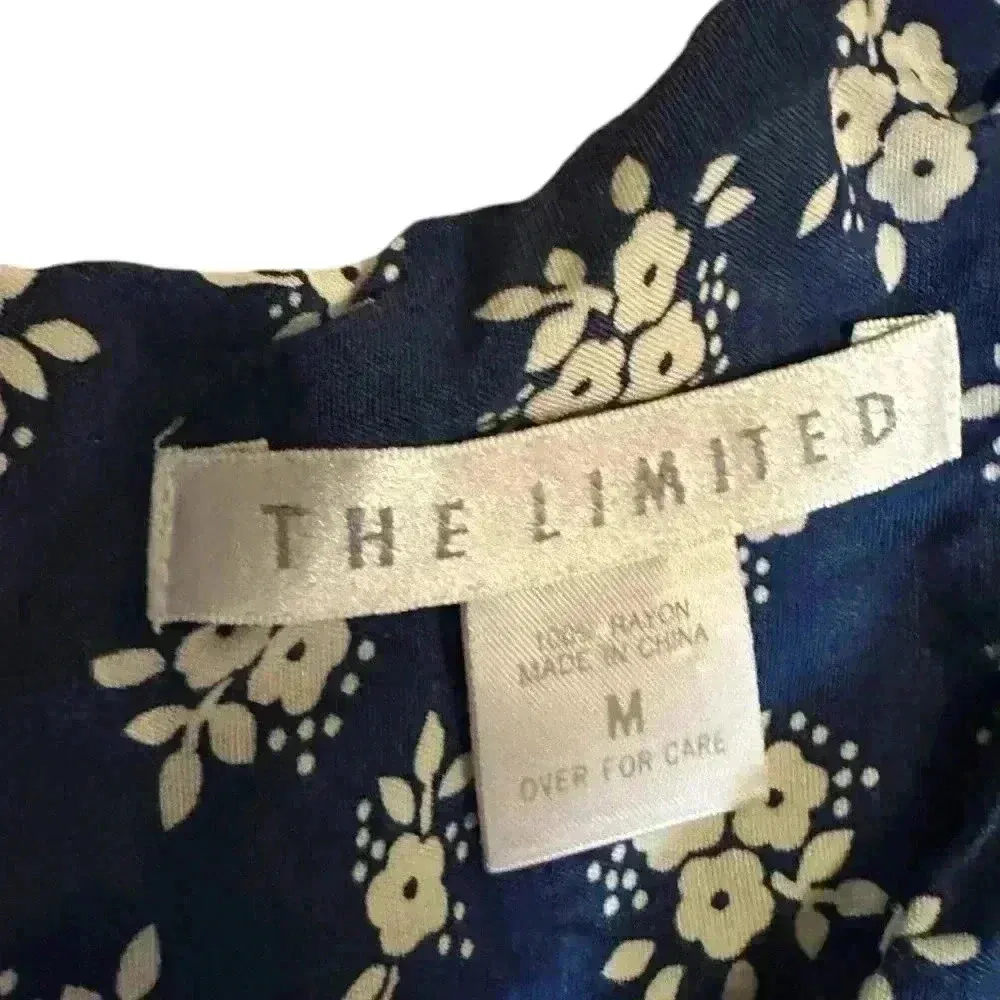 THE LIMITED
100% RAYON
MADE IN CHINA
M
OVER FOR CARE